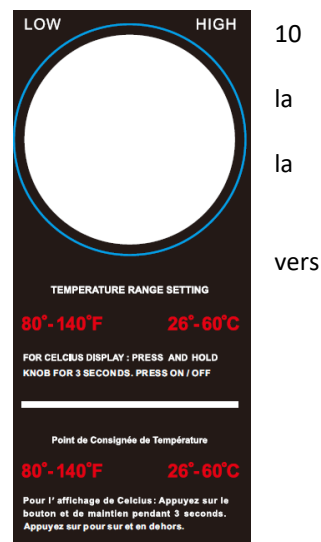 LOW HIGH
10
la
la
vers
TEMPERATURE RANGE SETTING
80°-140°F 26°-60°C
FOR CELCIUS DISPLAY : PRESS AND HOLD
KNOB FOR 3 SECONDS. PRESS ON / OFF
Point de Consignée de Température
80°-140°F 26°-60°C
Pour l' affichage de Celcius : Appuyez sur le
bouton et de maintien pendant 3 seconds.
Appuyez sur pour sur et en dehors.